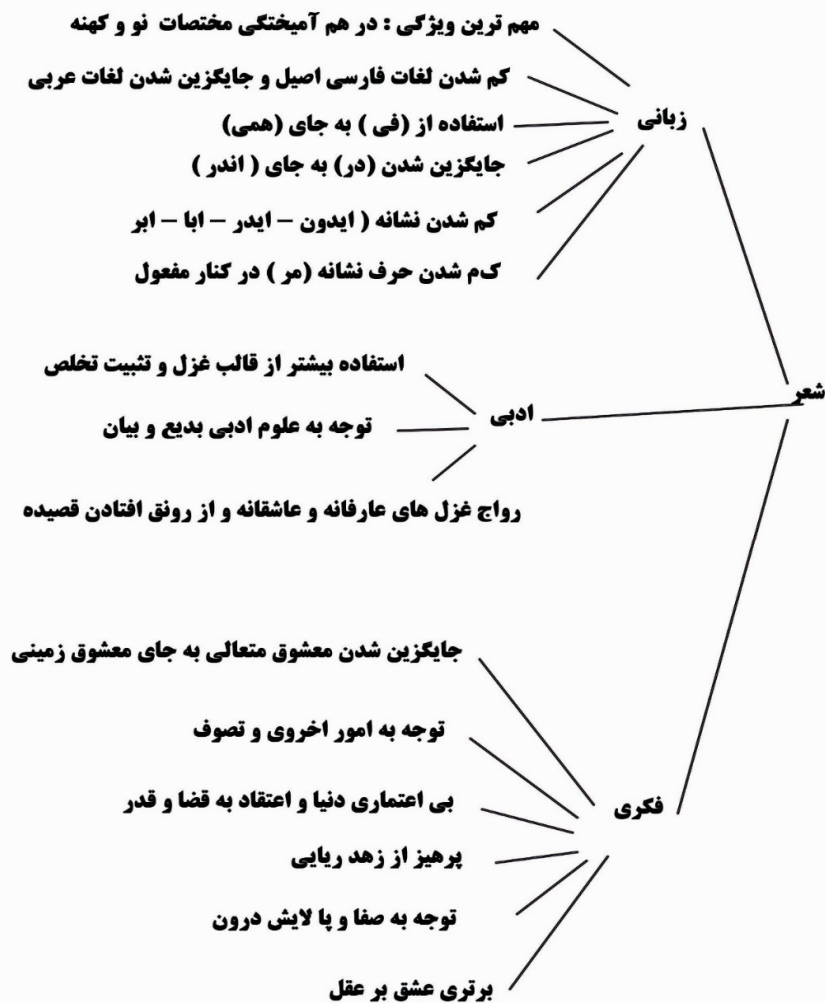 شعر
زبانی
مهم ترین ویژگی : در هم آمیختگی مختصات نو و کهنه
کم شدن لغات فارسی اصیل و جایگزین شدن لغات عربی
استفاده از (فی ) به جای (همی)
جایگزین شدن (در) به جای ( اندر )
کم شدن نشانه ( ایدون – ایدر – ابا – ابر
کم شدن حرف نشانه (مر ) در کنار مفعول
ادبی
استفاده بیشتر از قالب غزل و تثبیت تخلص
توجه به علوم ادبی بدیع و بیان
رواج غزل های عارفانه و عاشقانه و از رونق افتادن قصیده
فکری
جایگزین شدن معشوق متعالی به جای معشوق زمینی
توجه به امور اخروی و تصوف
بی اعتماری دنیا و اعتقاد به قضا و قدر
پرهیز از زهد ریایی
توجه به صفا و پا لایش درون
برتری عشق بر عقل